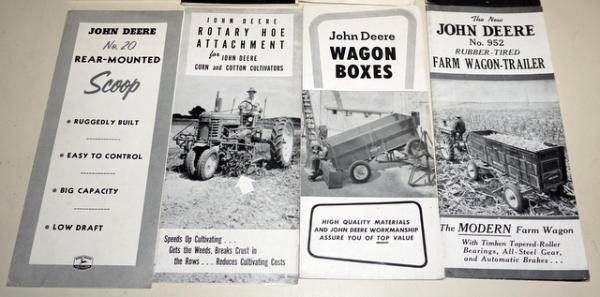 JOHN DEERE
No. 20
REAR-MOUNTED
Scoop
• RUGGEDLY BUILT
• EASY TO CONTROL
• BIG CAPACITY
• LOW DRAFT
JOHN DEERE
ROTARY HOE
ATTACHMENT
for JOHN DEERE
CORN and COTTON CULTIVATORS
Speeds Up Cultivating...
Gets the Weeds, Breaks Crust in
the Rows... Reduces Cultivating Costs
John Deere
WAGON
BOXES
HIGH QUALITY MATERIALS
AND JOHN DEERE WORKMANSHIP
ASSURE YOU OF TOP VALUE
The New
JOHN DEERE
No. 952
RUBBER-TIRED
FARM WAGON-TRAILER
The MODERN Farm Wagon
With Timken Tapered-Roller
Bearings, All-Steel Gear,
and Automatic Brakes...